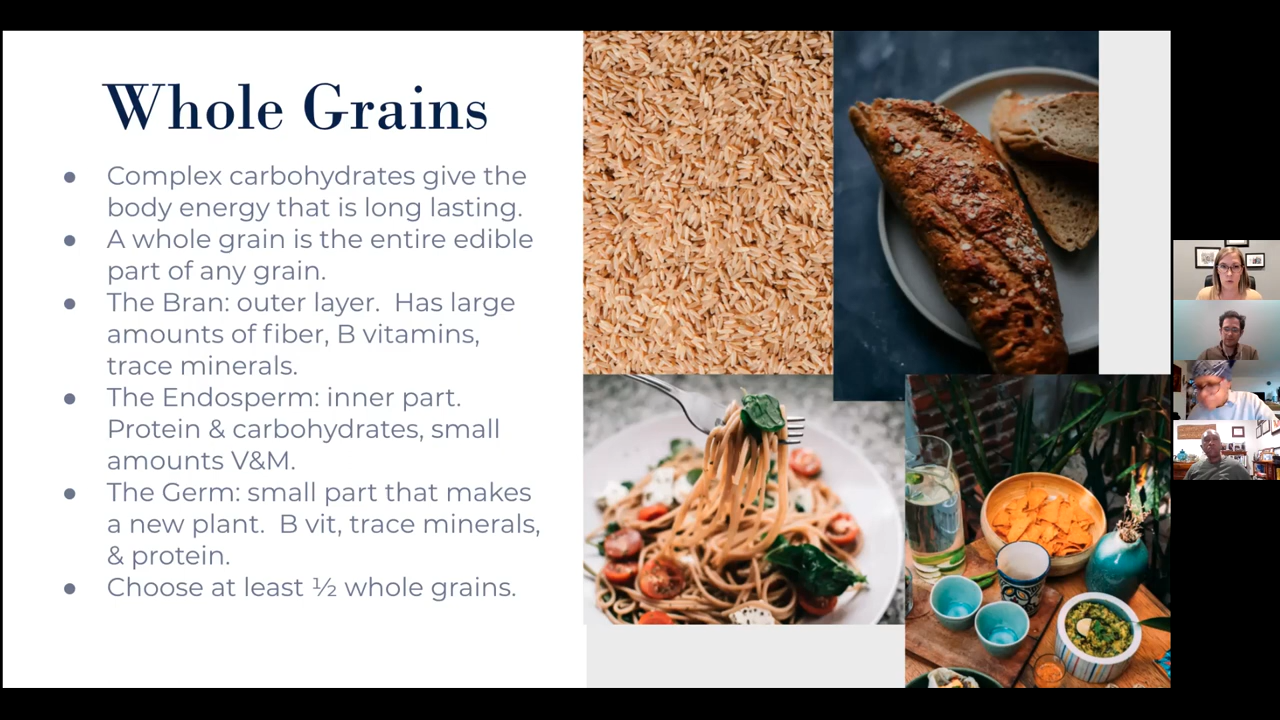 Whole Grains
● Complex carbohydrates give the
body energy that is long lasting.
● A whole grain is the entire edible
part of any grain.
● The Bran: outer layer.  Has large
amounts of fiber, B vitamins,
trace minerals.
● The Endosperm: inner part.
Protein & carbohydrates, small
amounts V&M.
● The Germ: small part that makes
a new plant.  B vit, trace minerals,
& protein.
● Choose at least ½ whole grains.